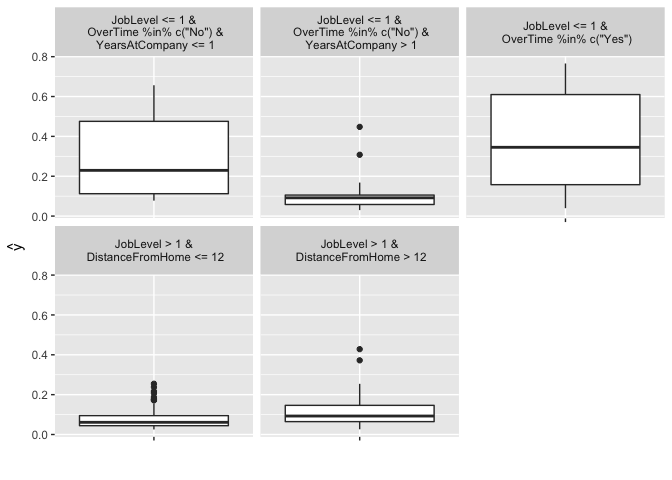 JobLevel <= 1 &
OverTime %in% c("No") &
YearsAtCompany <= 1
JobLevel <= 1 &
OverTime %in% c("No") &
YearsAtCompany > 1
JobLevel <= 1 &
OverTime %in% c("Yes")
0.8
0.6
0.4
0.2
0.0
ŷ
JobLevel > 1 &
DistanceFromHome <= 12
JobLevel > 1 &
DistanceFromHome > 12
0.8
0.6
0.4
0.2
0.0